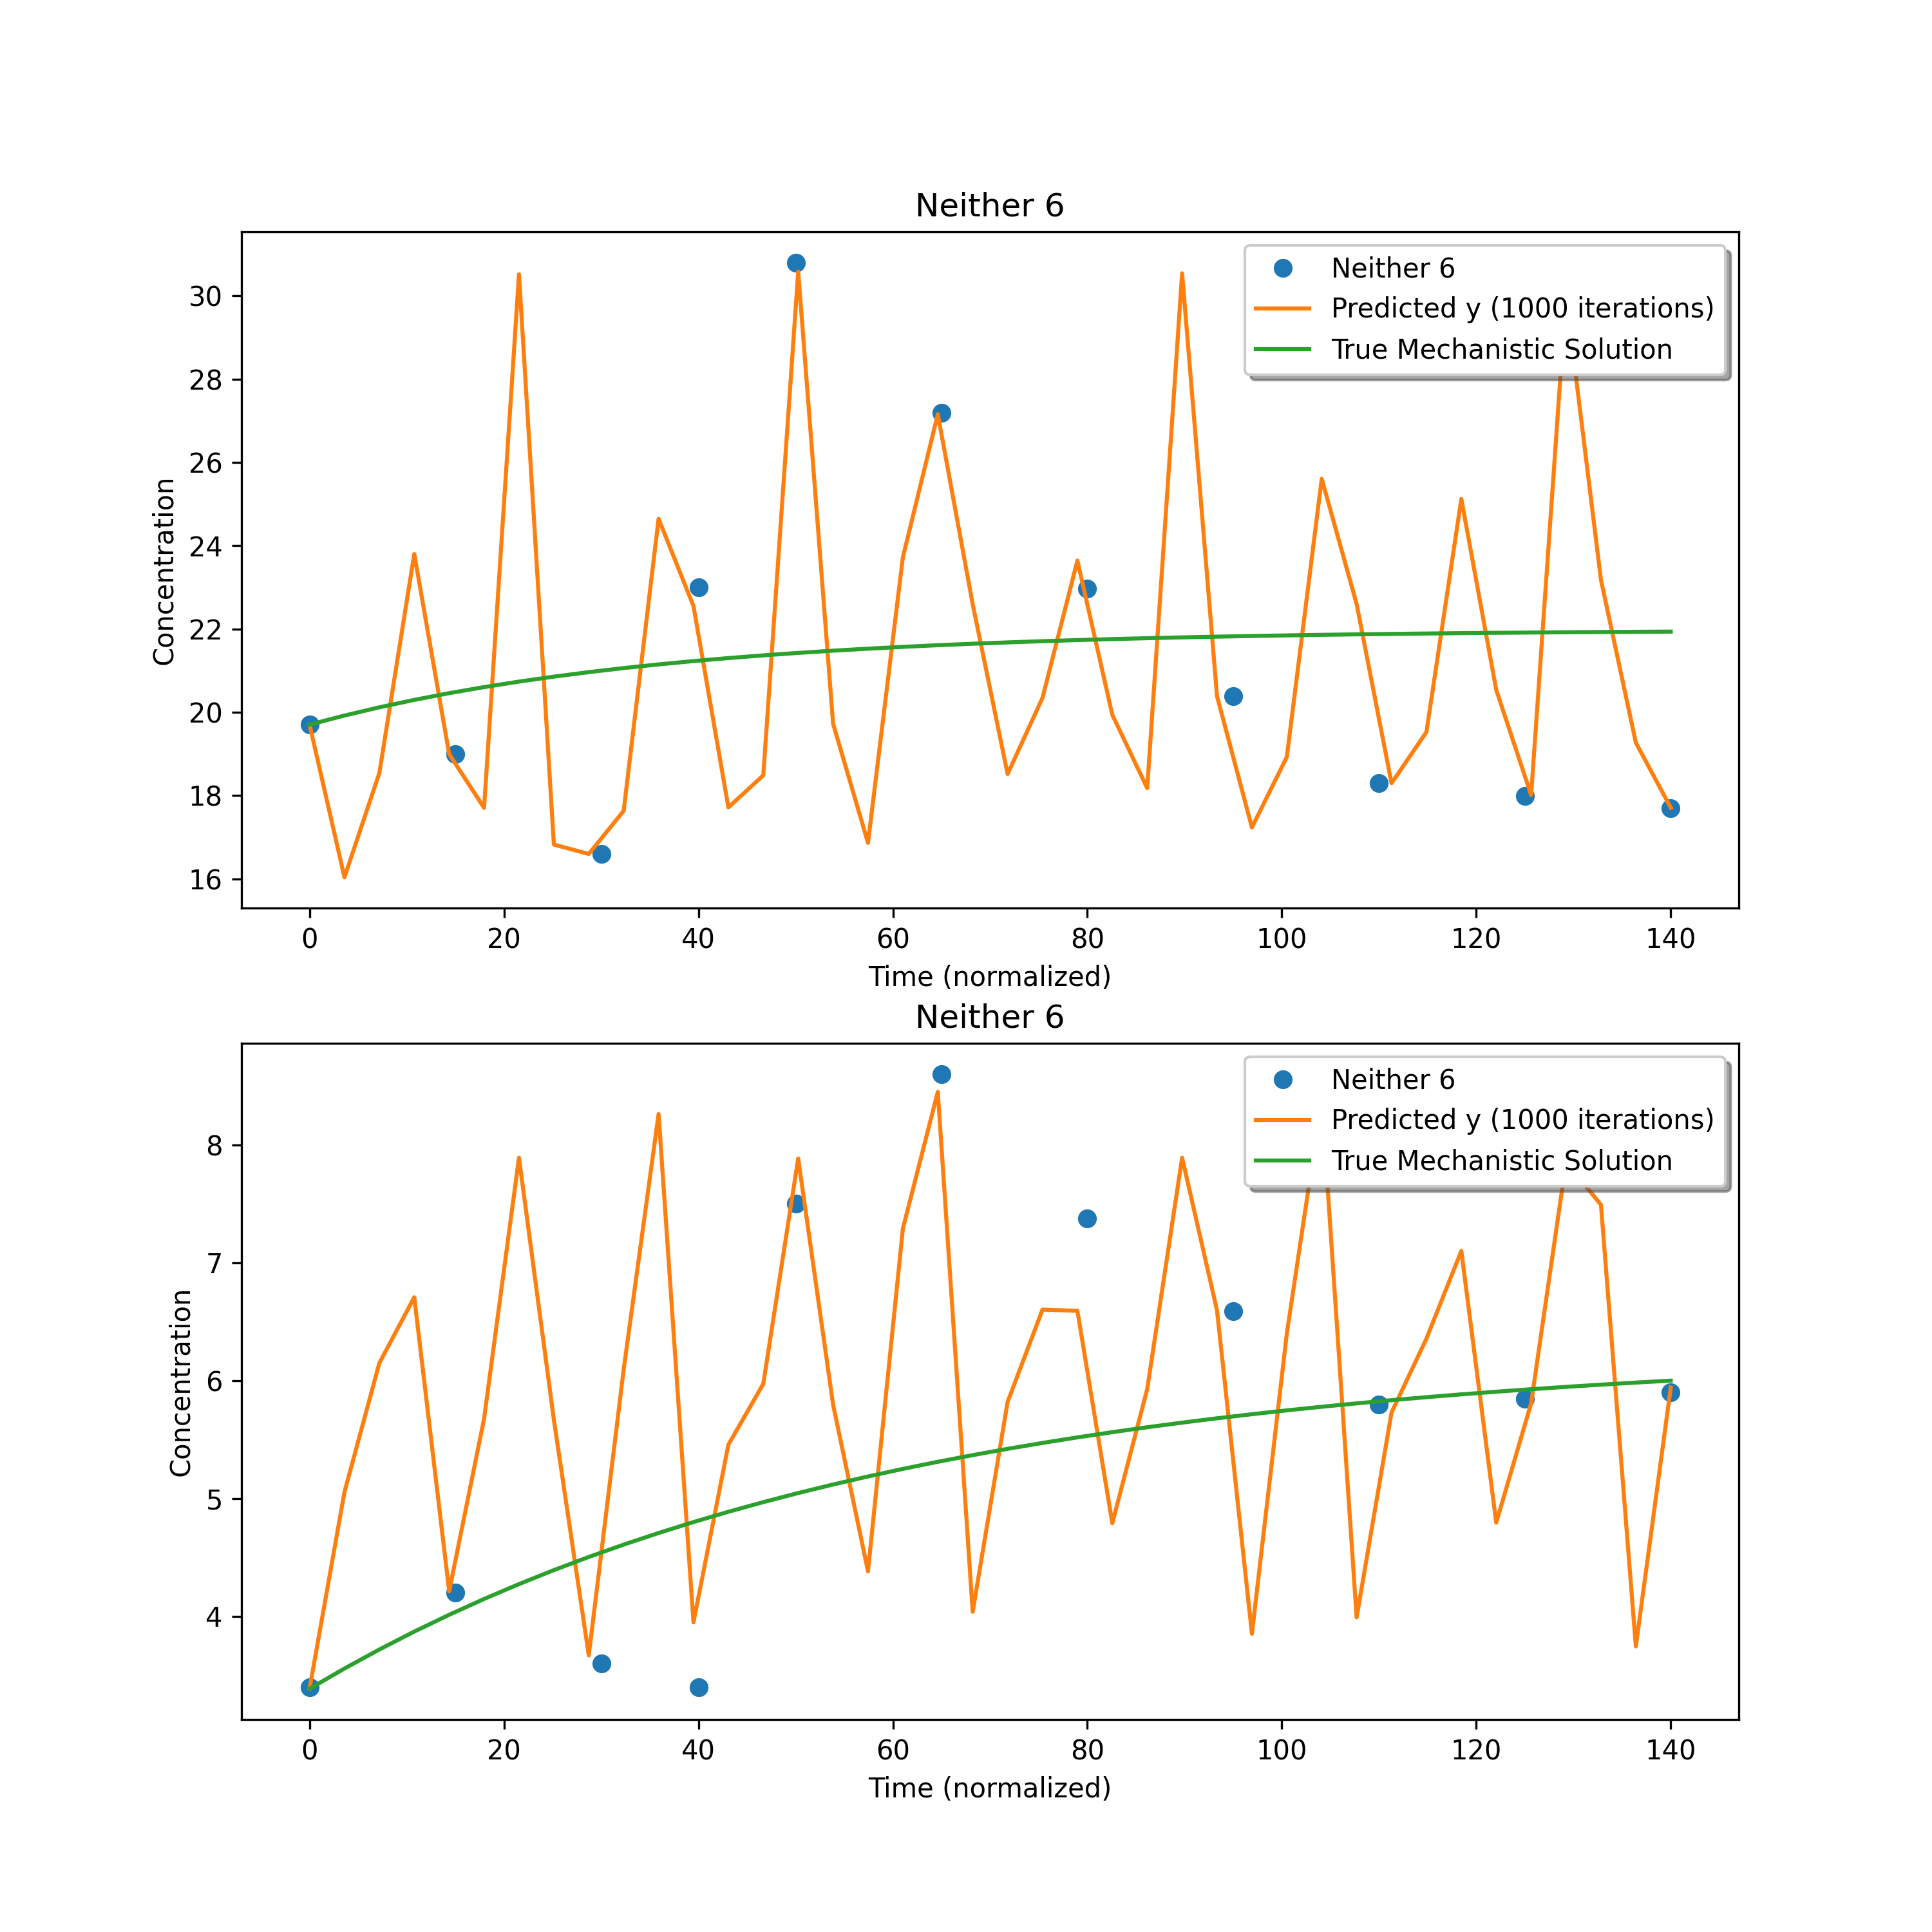 Neither 6
Neither 6
Predicted y (1000 iterations)
True Mechanistic Solution
30
28
26
24
22
20
18
16
Concentration
0 20 40 60 80 100 120 140
Time (normalized)
Neither 6
Neither 6
Predicted y (1000 iterations)
True Mechanistic Solution
8
7
6
5
4
Concentration
0 20 40 60 80 100 120 140
Time (normalized)